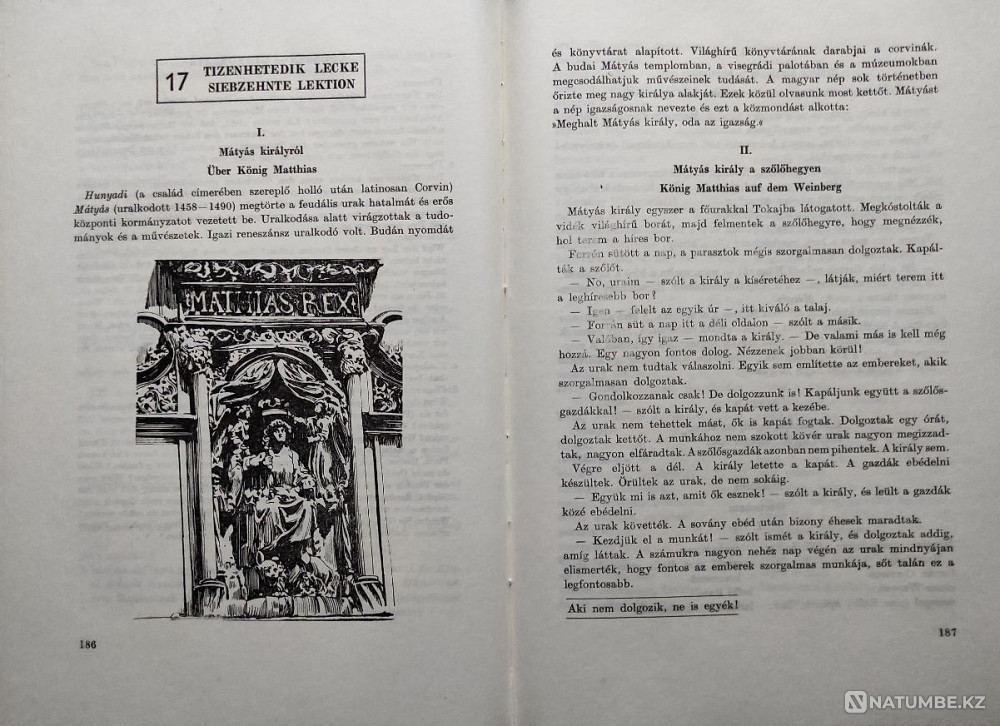 17
TIZENHETEDIK LECKE
SIEBZEHNTE LEKTION
I.
Mátyás királyról
Über König Matthias
Hunyadi (a család címerében szereplő holló után latinosan Corvin)
Mátyás (uralkodott 1458—1490) megtörte a feudális urak hatalmát és erős
központi kormányzatot vezetett be. Uralkodása alatt virágzottak a tudo-
mányok és a művészetek. Igazi reneszánsz uralkodó volt. Budán nyomdát
MATHIAS REX
186
és könyvtárat alapított. Világhírű könyvtárának darabjai a corvinák.
A budai Mátyás templomban, a visegrádi palotában és a múzeumokban
megcsodálhatjuk művészeinek tudását. A magyar nép sok történetben
őrizte meg nagy királya alakját. Ezek közül olvasunk most kettőt. Mátyást
a nép igazságosnak nevezte és ezt a közmondást alkotta:
»Meghalt Mátyás király, oda az igazság.«
II.
Mátyás király a szőlőhegyen
König Matthias auf dem Weinberg
Mátyás király egyszer a főurakkal Tokajba látogatott. Megkóstolták a
vidék világhírű borát, majd felmentek a szőlőhegyre, hogy megnézzék,
hol terem a híres bor.
Forrón sütött a nap, a parasztok mégis szorgalmasan dolgoztak. Kapál-
ták a szőlőt.
— No, uraim — szólt a király a kíséretéhez —, látják, miért terem itt
a leghíresebb bor?
— Igen — felelt az egyik úr —, itt kiváló a talaj.
— Forrón süt a nap itt a déli oldalon — szólt a másik.
— Valóban, így igaz — mondta a király. — De valami más is kell még
hozzá. Egy nagyon fontos dolog. Nézzenek jobban körül!
Az urak nem tudtak válaszolni. Egyik sem említette az embereket, akik
szorgalmasan dolgoztak.
— Gondolkozzanak csak! De dolgozzunk is! Kapáljunk együtt a szőlős-
gazdákkal! — szólt a király, és kapát vett a kezébe.
Az urak nem tehettek mást, ők is kapát fogtak. Dolgoztak egy órát,
dolgoztak kettőt. A munkához nem szokott kövér urak nagyon megizzad-
tak, nagyon elfáradtak. A szőlősgazdák azonban nem pihentek. A király sem.
Végre eljött a dél. A király letette a kapát. A gazdák ebédelni
készültek. Örültek az urak, de nem sokáig.
— Együk mi is azt, amit ők esznek! — szólt a király, és leült a gazdák
közé ebédelni.
Az urak követték. A sovány ebéd után bizony éhesek maradtak.
— Kezdjük el a munkát! — szólt ismét a király, és dolgoztak addig,
amíg láttak. A számukra nagyon nehéz nap végén az urak mindnyájan
elismerték, hogy fontos az emberek szorgalmas munkája, sőt talán ez a
legfontosabb.
Aki nem dolgozik, ne is egyék!
187
NATUMBE.KZ